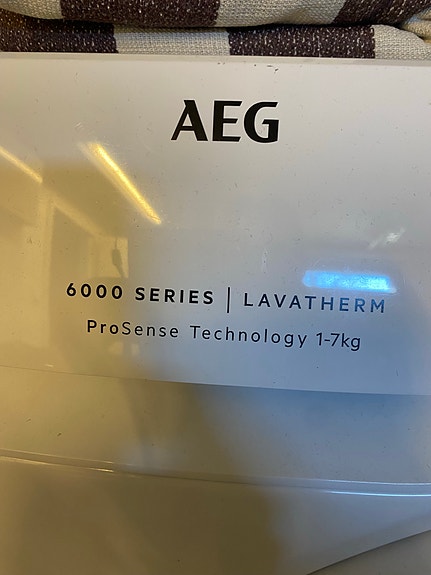 AEG
6000 SERIES | LAVATHERM
ProSense Technology 1-7kg